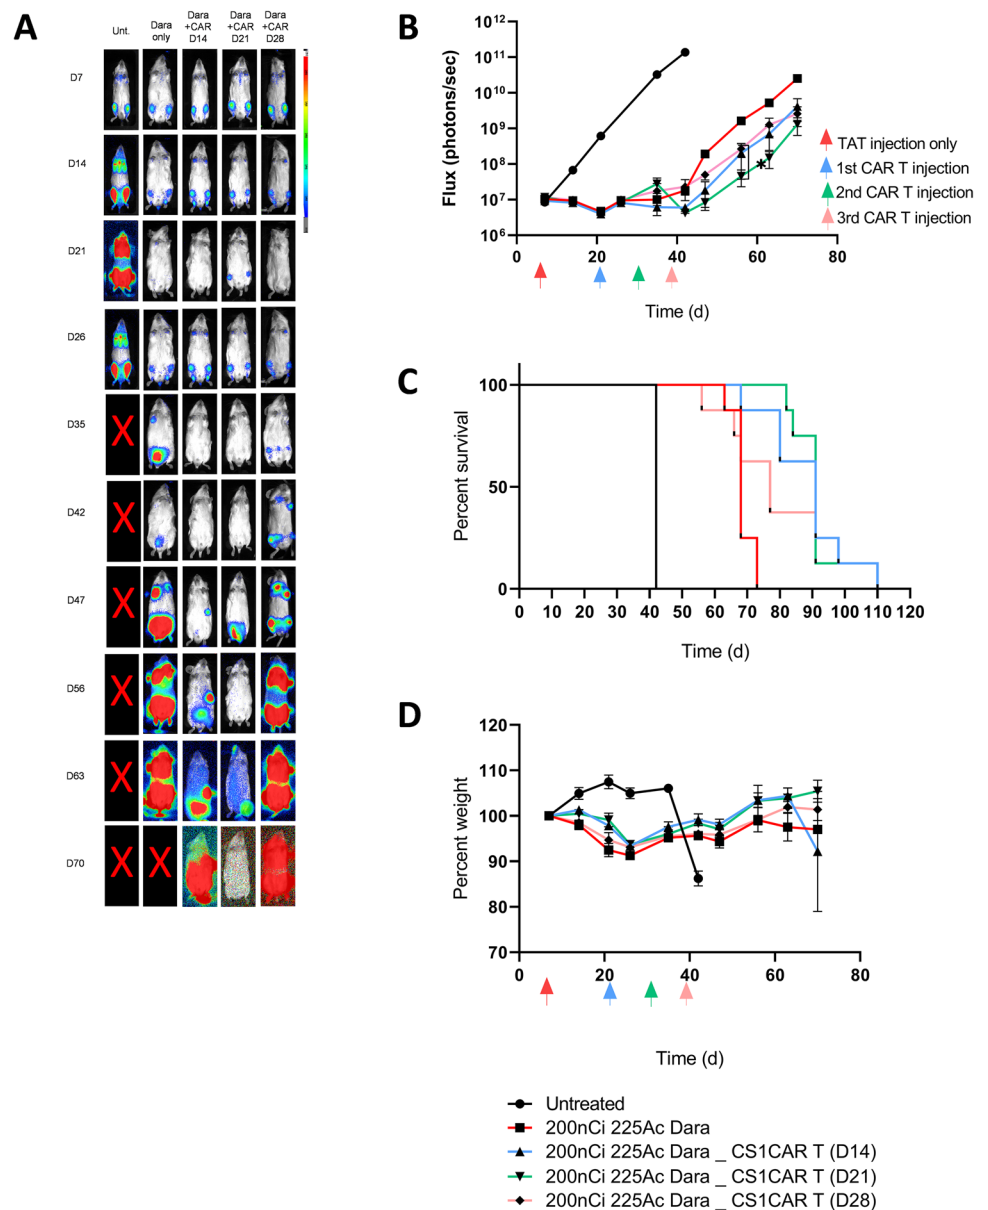 A
Unt.
Dara
only
Dara
+CAR
D14
Dara
+CAR
D21
Dara
+CAR
D28
D7
D14
D21
D26
D35
X
D42
X
D47
X
D56
X
D63
X
D70
X X
B
Flux (photons/sec)
10^12
10^11
10^10
10^9
10^8
10^7
10^6
*
0 20 40 60 80
Time (d)
TAT injection only
1st CAR T injection
2nd CAR T injection
3rd CAR T injection
C
Percent survival
100
50
0
0 10 20 30 40 50 60 70 80 90 100 110 120
Time (d)
D
Percent weight
120
110
100
90
80
70
0 20 40 60 80
Time (d)
Untreated
200nCi 225Ac Dara
200nCi 225Ac Dara _ CS1CAR T (D14)
200nCi 225Ac Dara _ CS1CAR T (D21)
200nCi 225Ac Dara _ CS1CAR T (D28)